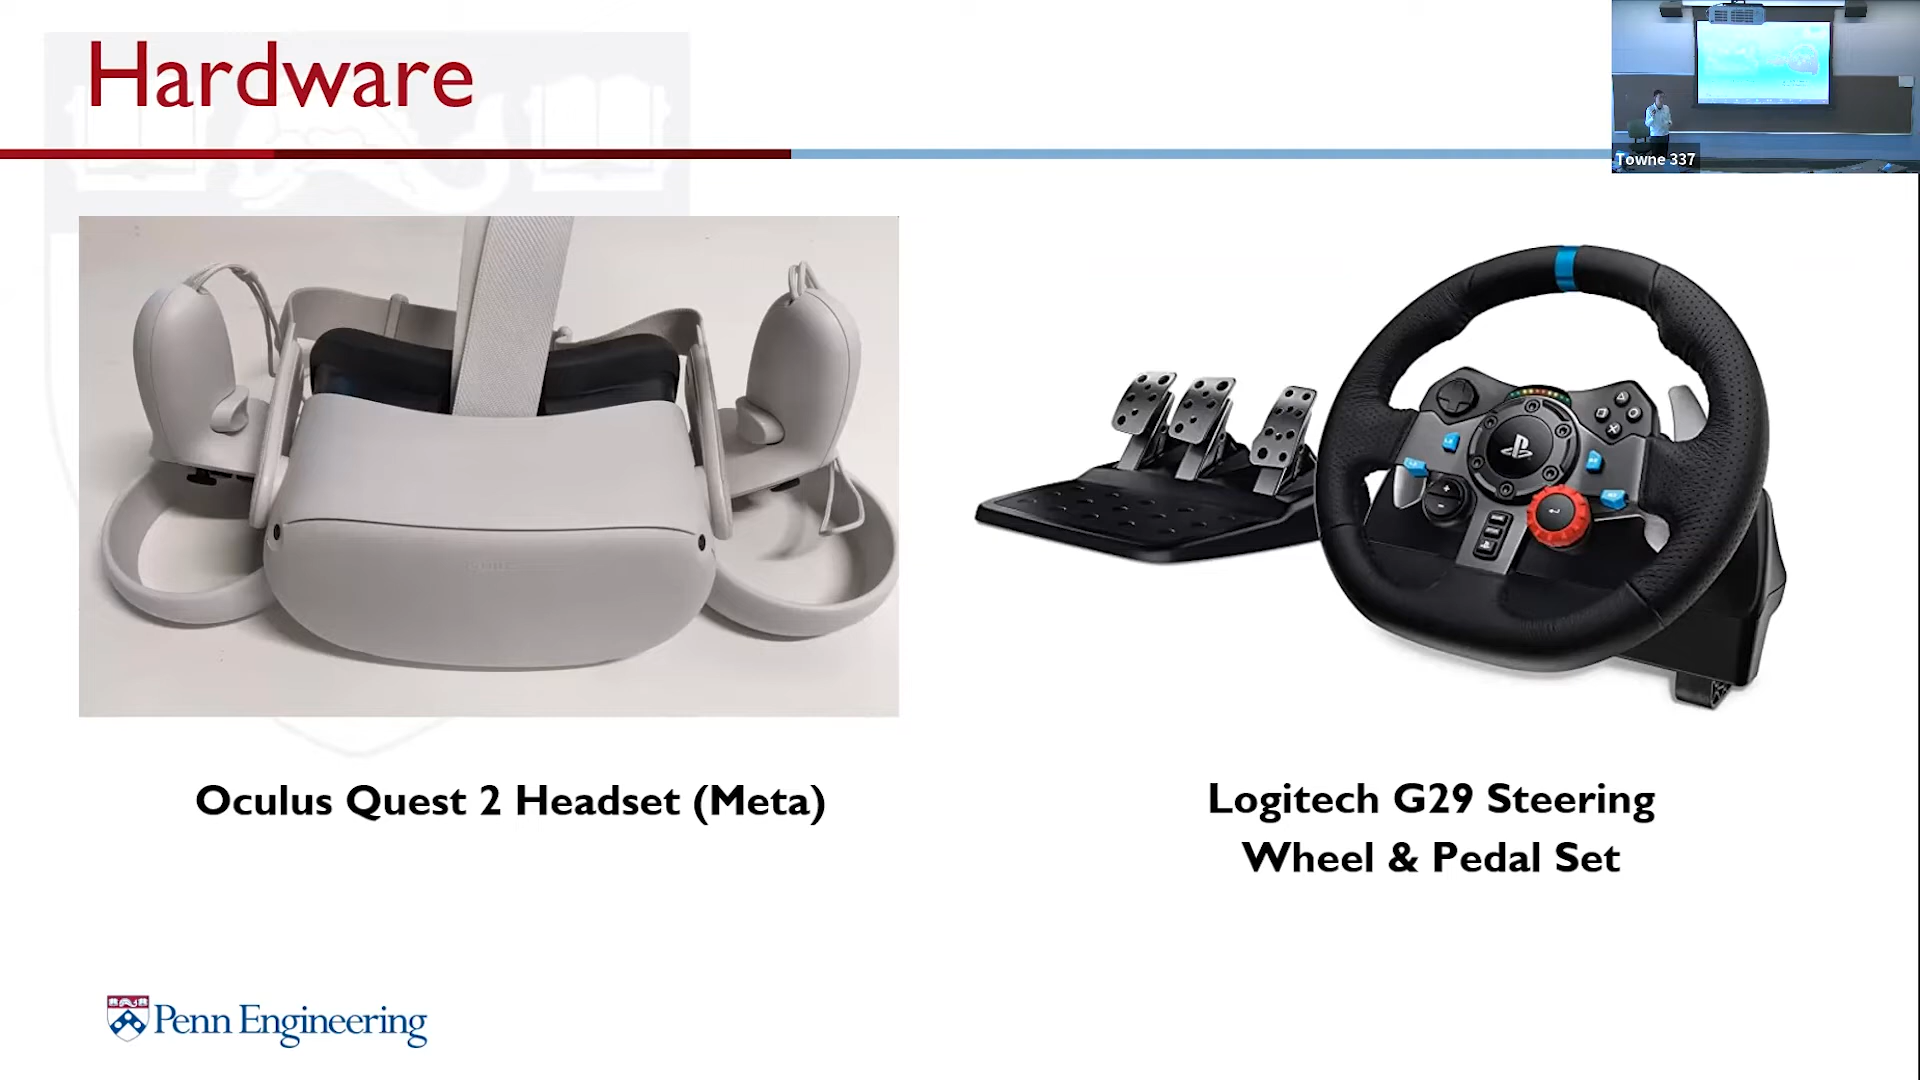 Hardware
Towne 337
Oculus Quest 2 Headset (Meta)
Logitech G29 Steering
Wheel & Pedal Set
Penn Engineering